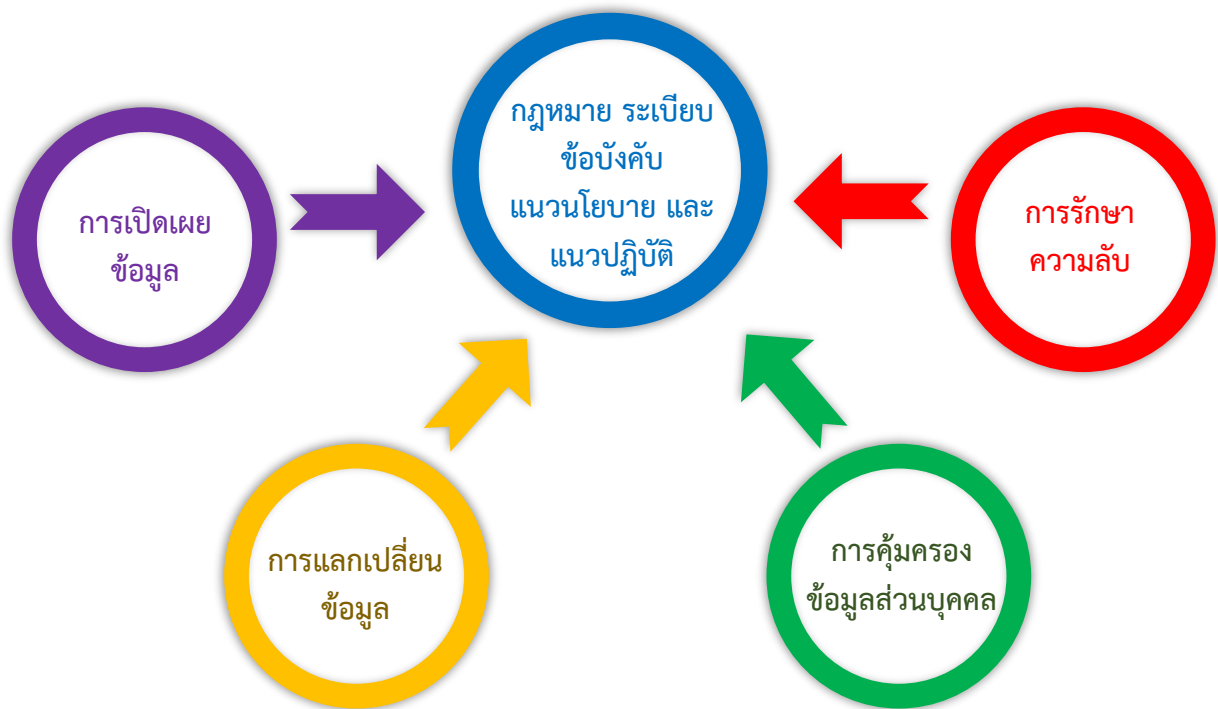 กฎหมาย ระเบียบ
ข้อบังคับ
แนวนโยบาย และ
แนวปฏิบัติ
การเปิดเผย
ข้อมูล
การรักษา
ความลับ
การแลกเปลี่ยน
ข้อมูล
การคุ้มครอง
ข้อมูลส่วนบุคคล